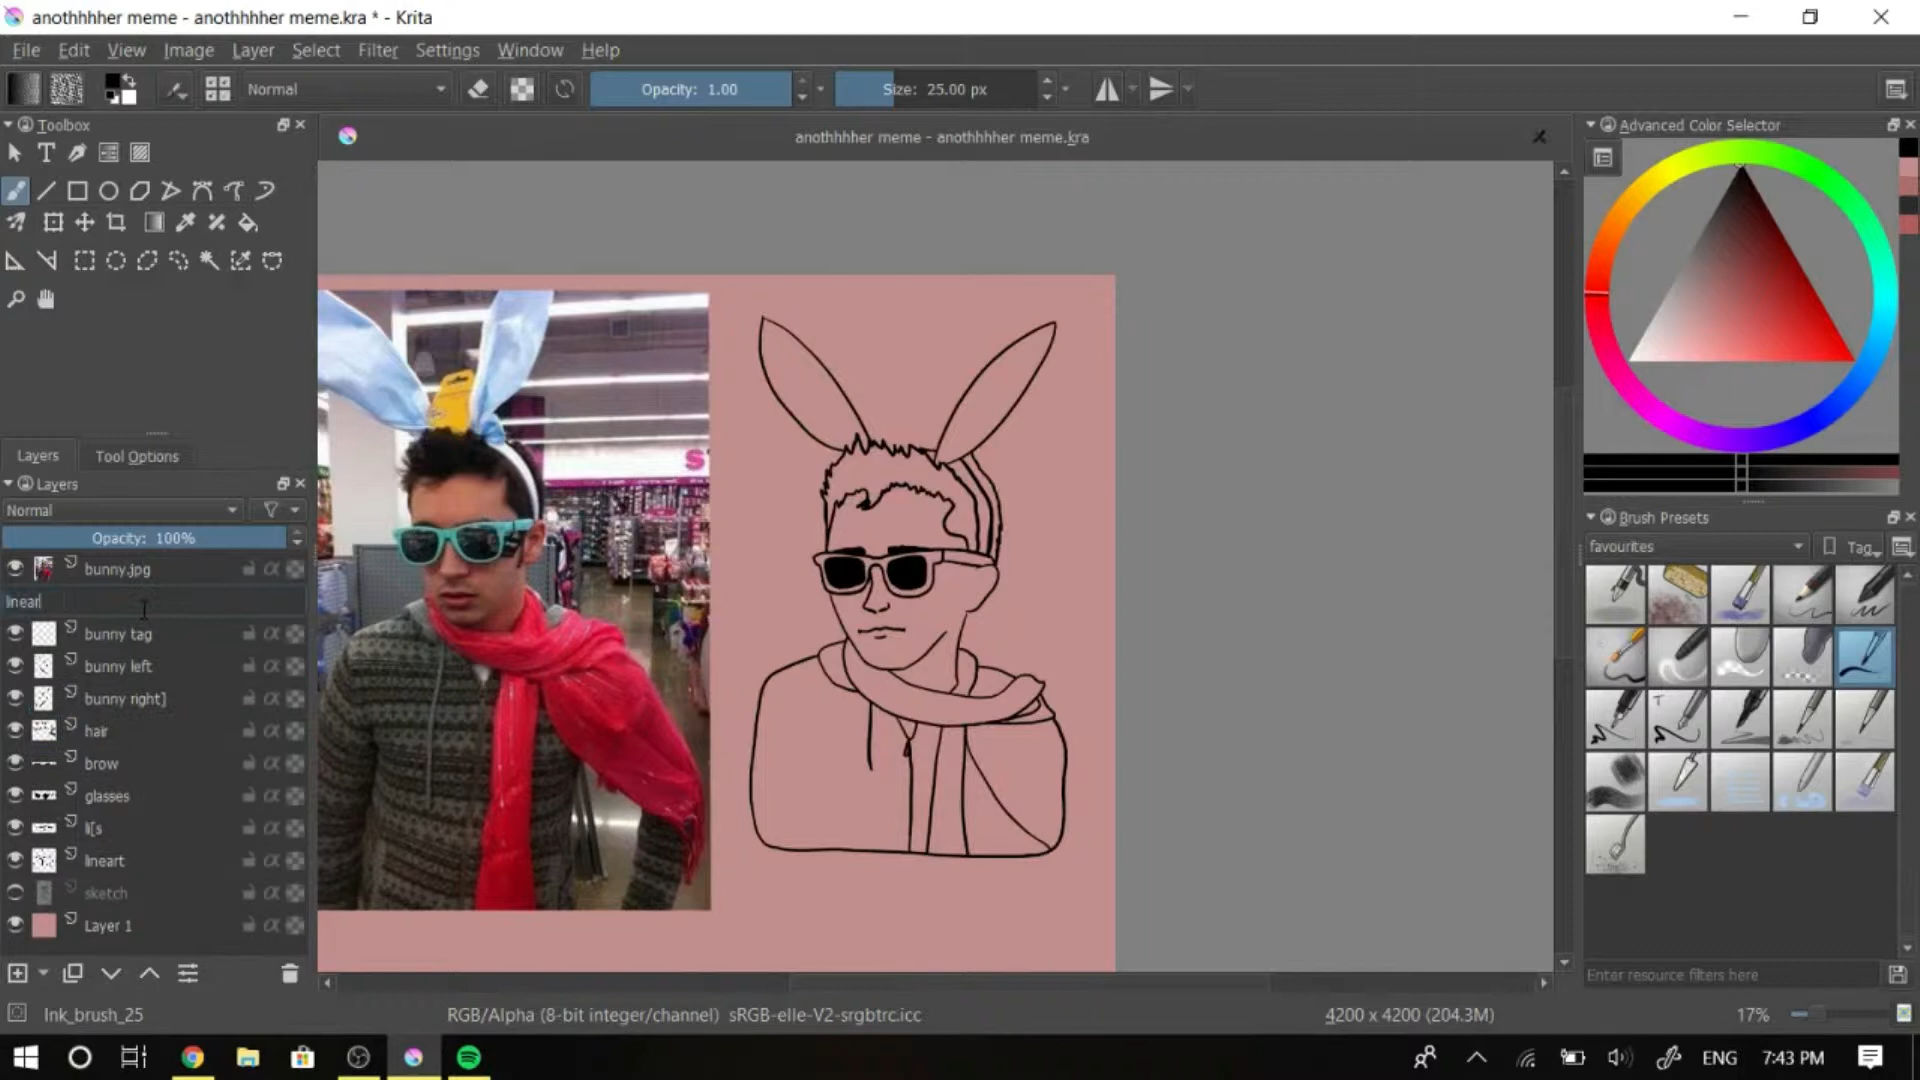 anothhhher meme - anothhhher meme.kra * - Krita
File Edit View Image Layer Select Filter Settings Window Help
Normal Opacity: 1.00 Size: 25.00 px
Toolbox
anothhhher meme - anothhhher meme.kra
Advanced Color Selector
Layers Tool Options
Layers
Normal
Opacity: 100%
bunny.jpg
linear
bunny tag
bunny left
bunny right]
hair
brow
glasses
li[s
lineart
sketch
Layer 1
S
Brush Presets
favourites Tag
Enter resource filters here
Ink_brush_25 RGB/Alpha (8-bit integer/channel) sRGB-elle-V2-srgbtrc.icc 4200 x 4200 (204.3M) 17%
ENG 7:43 PM